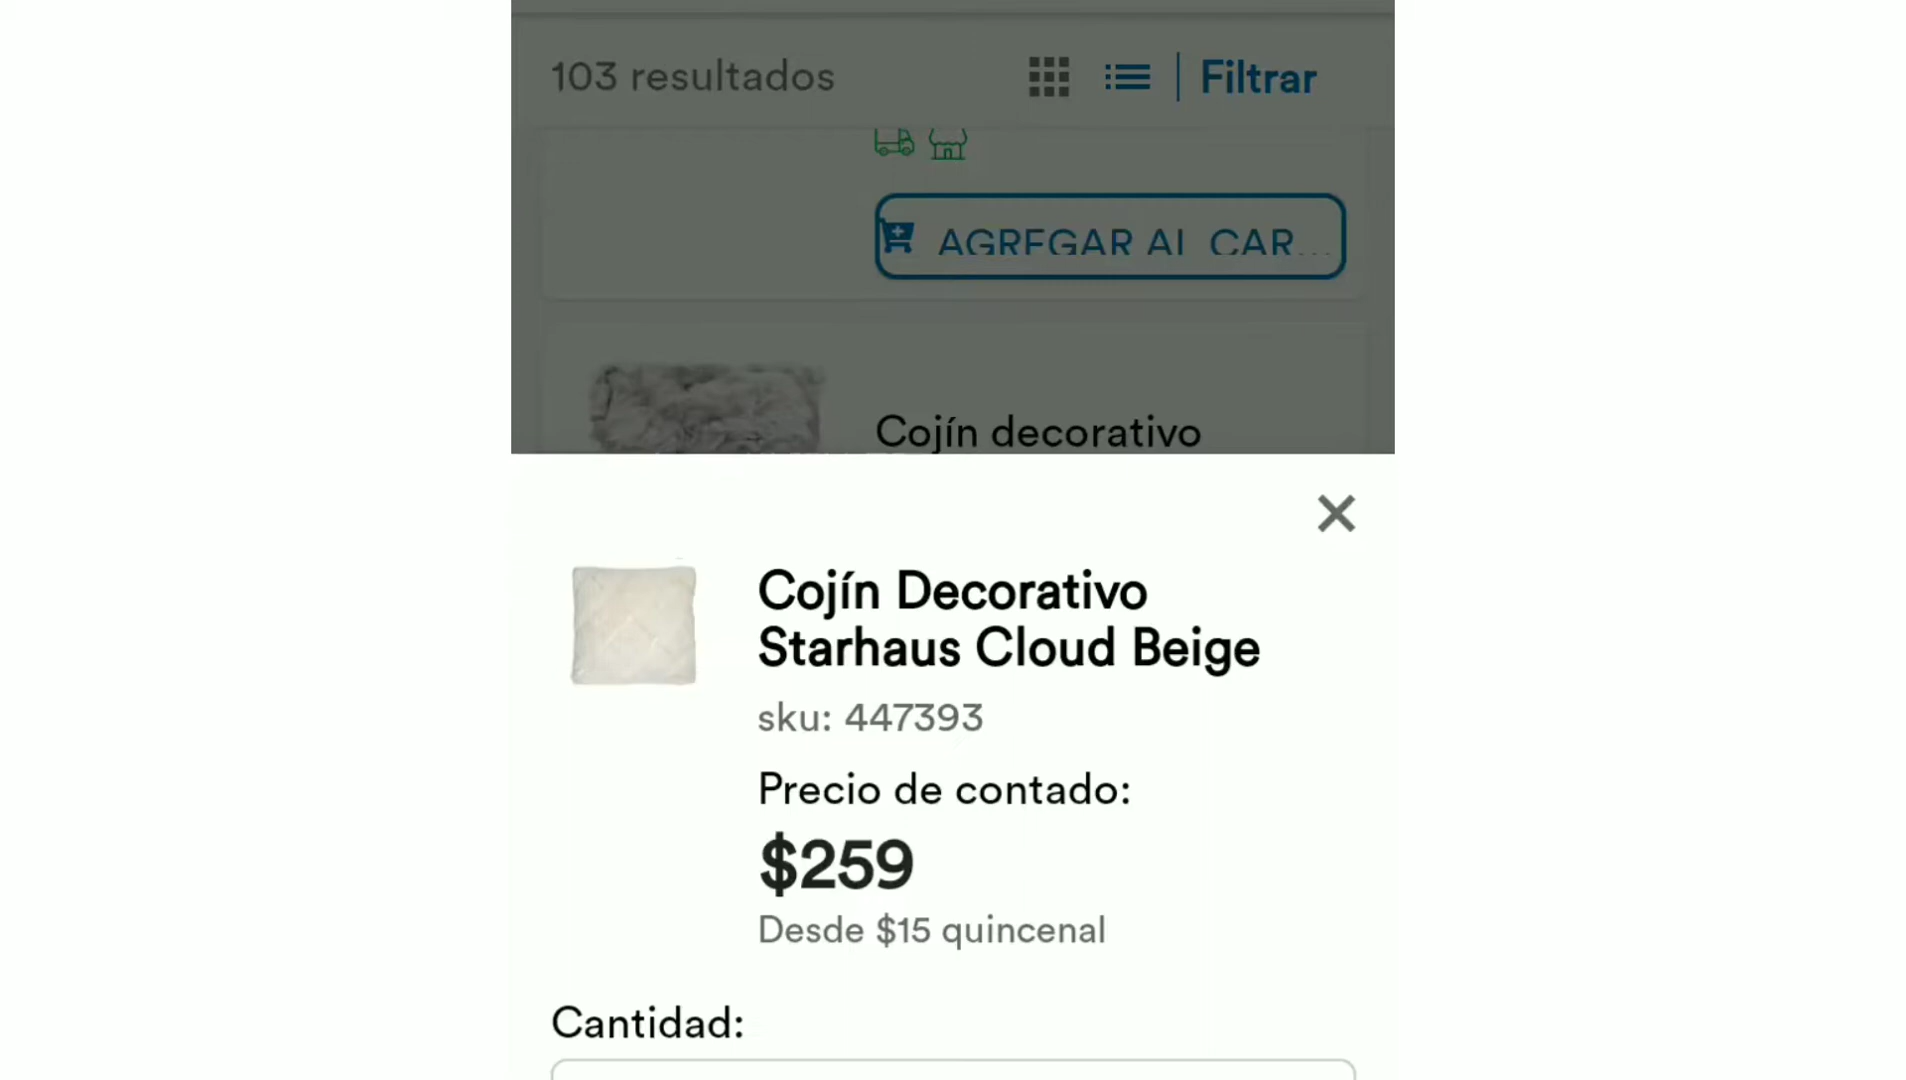 103 resultados
Filtrar
AGREGAR AL CAR...
Cojín decorativo
Cojín Decorativo
Starhaus Cloud Beige
sku: 447393
Precio de contado:
$259
Desde $15 quincenal
Cantidad: